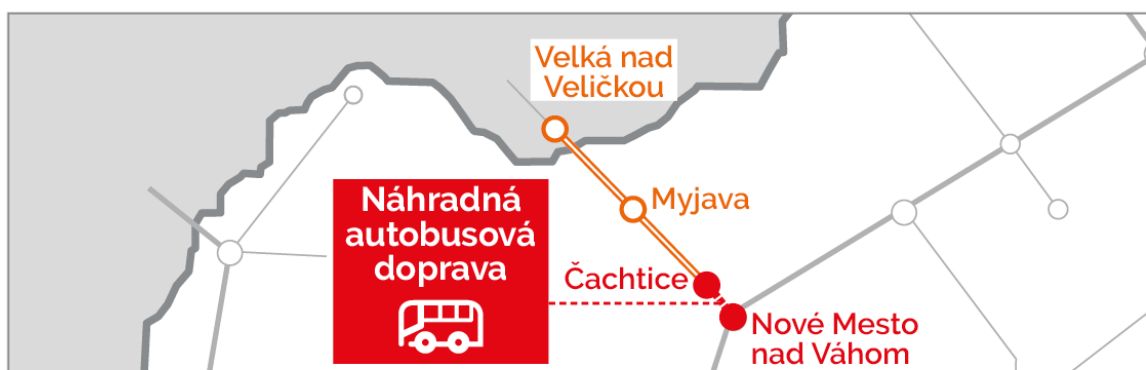 Velká nad
Veličkou
Náhradná
autobusová
doprava
Myjava
Čachtice
Nové Mesto
nad Váhom